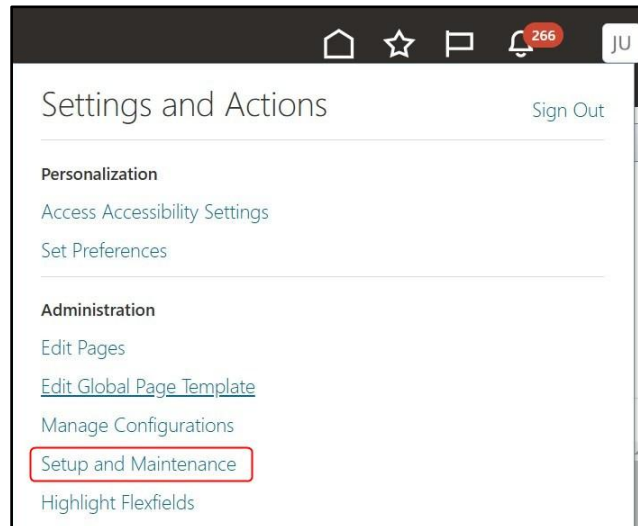 266
JU
Settings and Actions
Sign Out
Personalization
Access Accessibility Settings
Set Preferences
Administration
Edit Pages
Edit Global Page Template
Manage Configurations
Setup and Maintenance
Highlight Flexfields